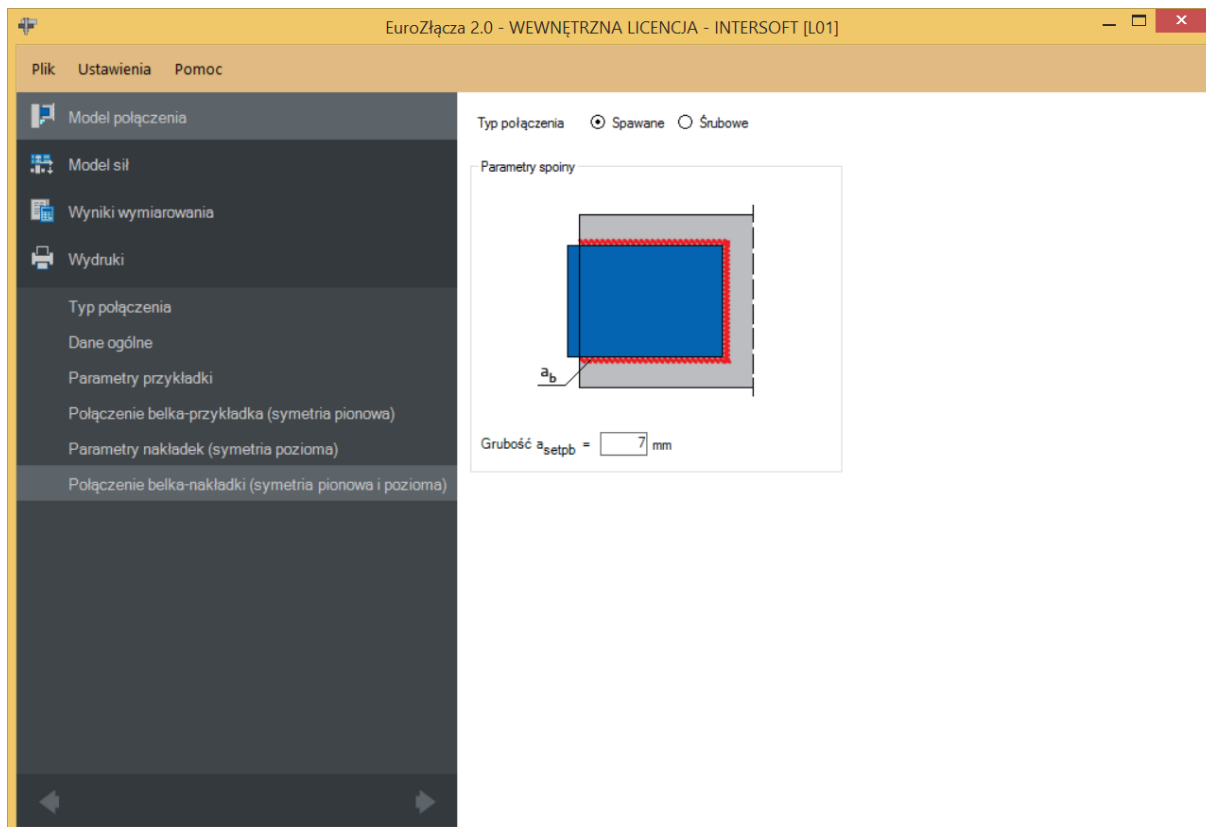 EuroZłącza 2.0 - WEWNĘTRZNA LICENCJA - INTERSOFT [L01]
Plik Ustawienia Pomoc
Model połączenia
Model sił
Wyniki wymiarowania
Wydruki
Typ połączenia
Dane ogólne
Parametry przykładki
Połączenie belka-przykładka (symetria pionowa)
Parametry nakładek (symetria pozioma)
Połączenie belka-nakładki (symetria pionowa i pozioma)
Typ połączenia Spawane Śrubowe
Parametry spoiny
ab
Grubość asetpb = 7 mm